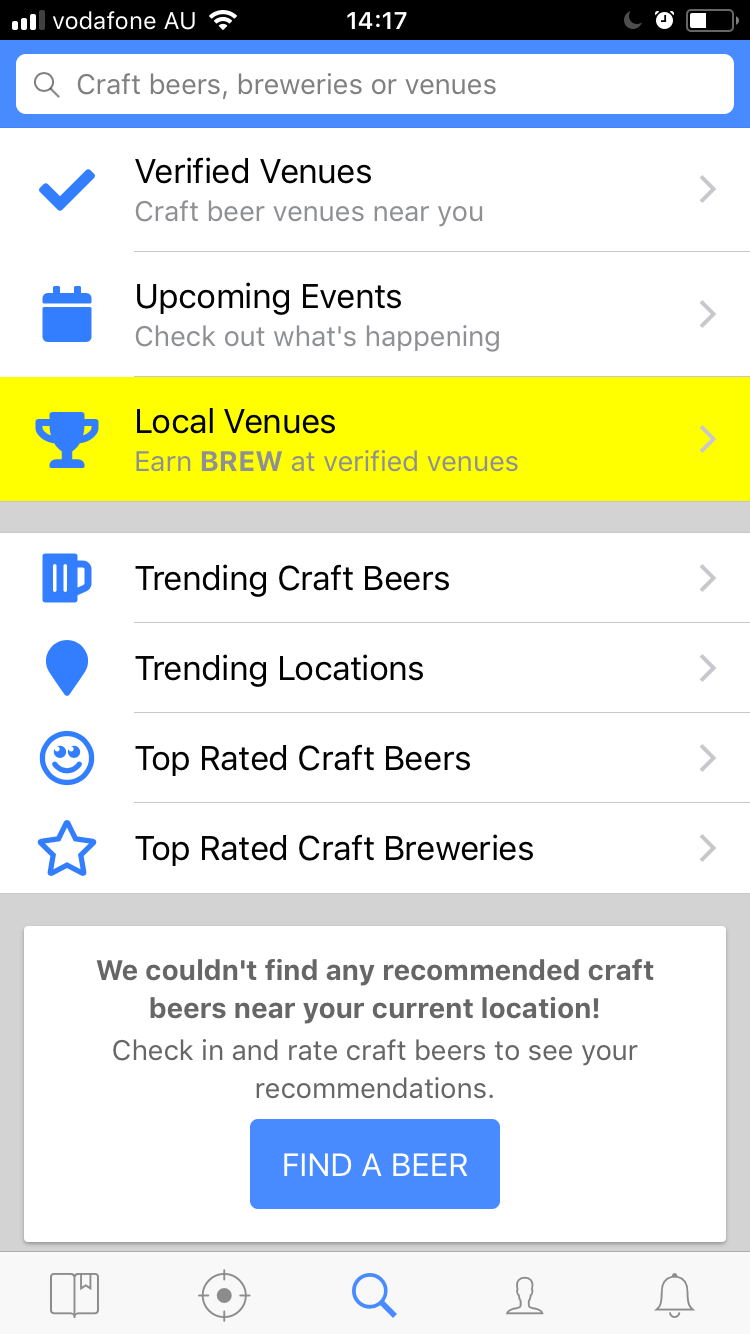 vodafone AU 14:17
Craft beers, breweries or venues
Verified Venues
Craft beer venues near you
Upcoming Events
Check out what's happening
Local Venues
Earn BREW at verified venues
Trending Craft Beers
Trending Locations
Top Rated Craft Beers
Top Rated Craft Breweries
We couldn't find any recommended craft
beers near your current location!
Check in and rate craft beers to see your
recommendations.
FIND A BEER